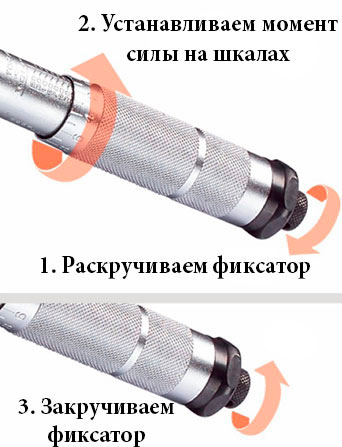 2. Устанавливаем момент
силы на шкалах
1. Раскручиваем фиксатор
3. Закручиваем
фиксатор